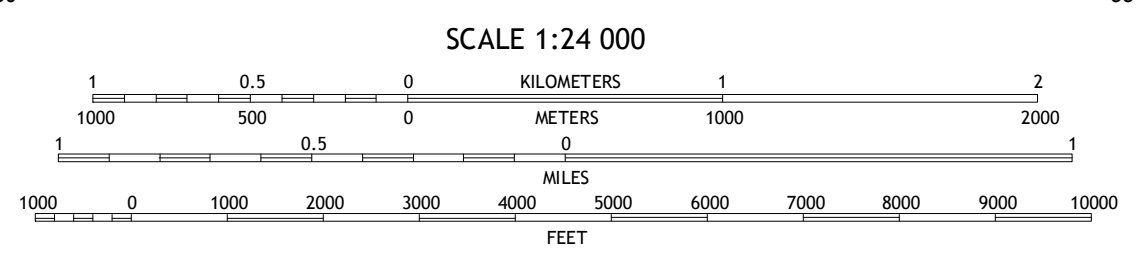 SCALE 1:24 000
1 0.5 0 KILOMETERS 1 2
1000 500 0 METERS 1000 2000
1 0.5 0 1
MILES
1000 0 1000 2000 3000 4000 5000 6000 7000 8000 9000 10000
FEET